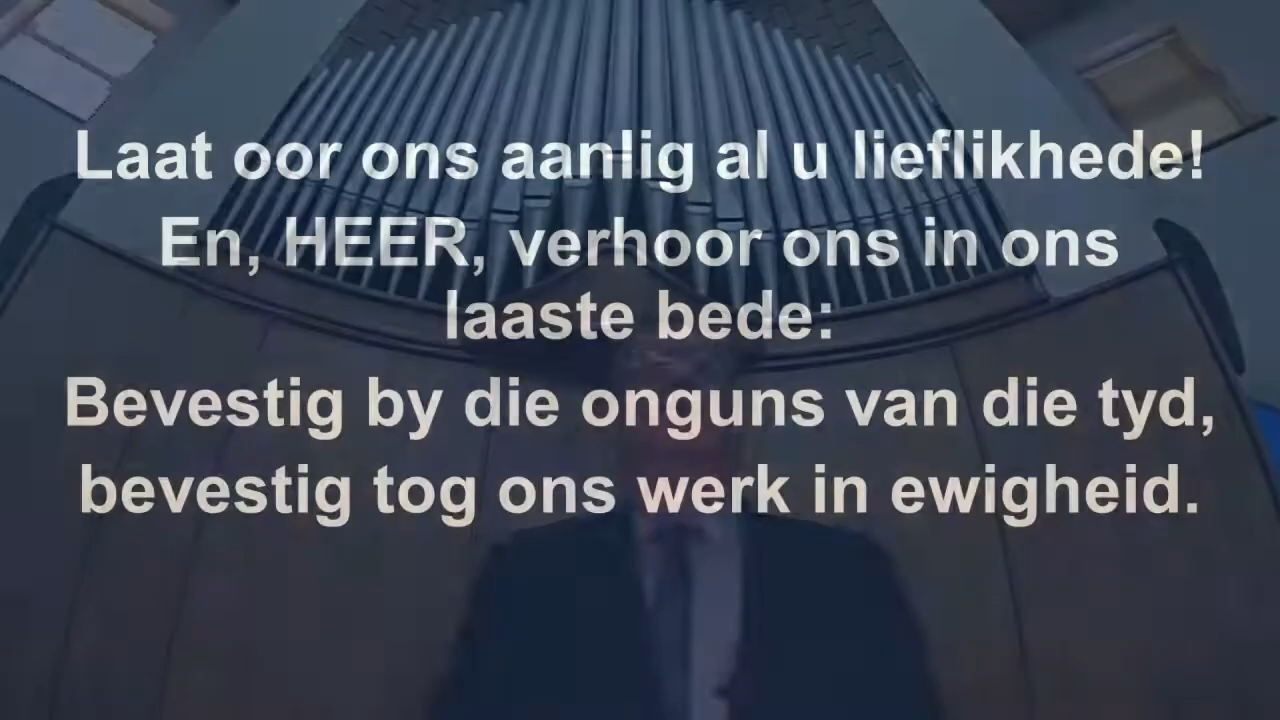 Laat oor ons aanlig al u lieflikhede!
En, HEER, verhoor ons in ons
laaste bede:
Bevestig by die onguns van die tyd,
bevestig tog ons werk in ewigheid.